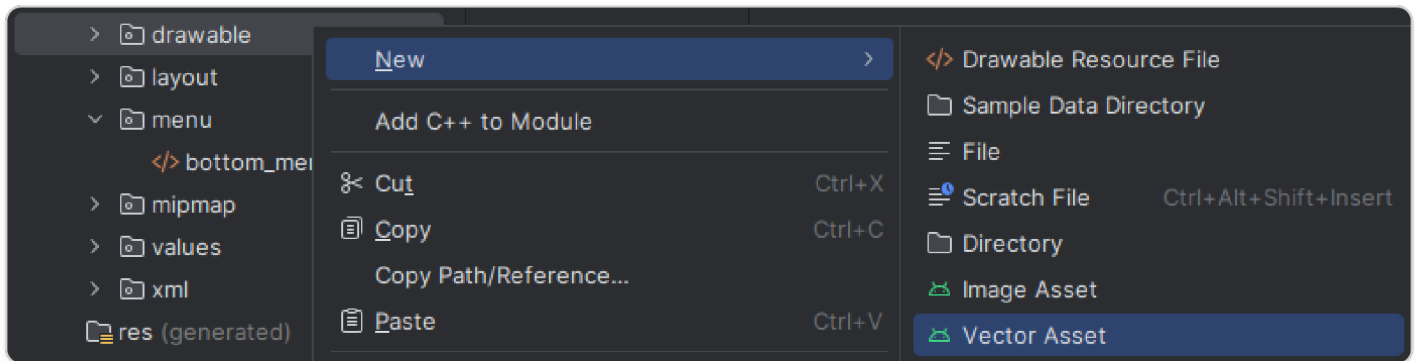 drawable
layout
menu
bottom_mer
mipmap
values
xml
res (generated)
New
Add C++ to Module
Cut Ctrl+X
Copy Ctrl+C
Copy Path/Reference...
Paste Ctrl+V
Drawable Resource File
Sample Data Directory
File
Scratch File Ctrl+Alt+Shift+Insert
Directory
Image Asset
Vector Asset